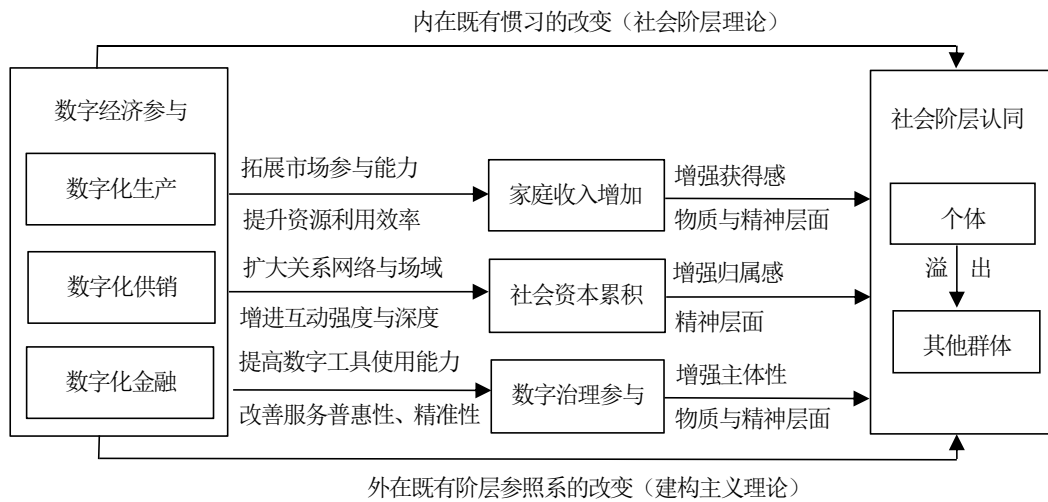 内在既有惯习的改变（社会阶层理论）
数字经济参与
社会阶层认同
数字化生产
拓展市场参与能力
提升资源利用效率
家庭收入增加
增强获得感
物质与精神层面
个体
溢 出
数字化供销
扩大关系网络与场域
增进互动强度与深度
社会资本累积
增强归属感
精神层面
其他群体
数字化金融
提高数字工具使用能力
改善服务普惠性、精准性
数字治理参与
增强主体性
物质与精神层面
外在既有阶层参照系的改变（建构主义理论）